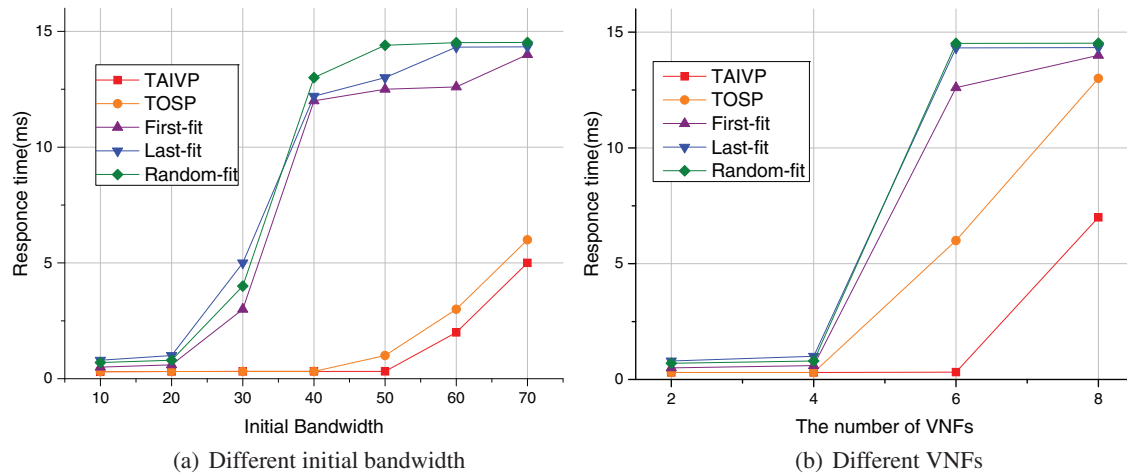 Responce time(ms)
15
10
5
0
TAIVP
TOSP
First-fit
Last-fit
Random-fit
10 20 30 40 50 60 70
Initial Bandwidth
(a) Different initial bandwidth
Responce time(ms)
15
10
5
0
TAIVP
TOSP
First-fit
Last-fit
Random-fit
2 4 6 8
The number of VNFs
(b) Different VNFs